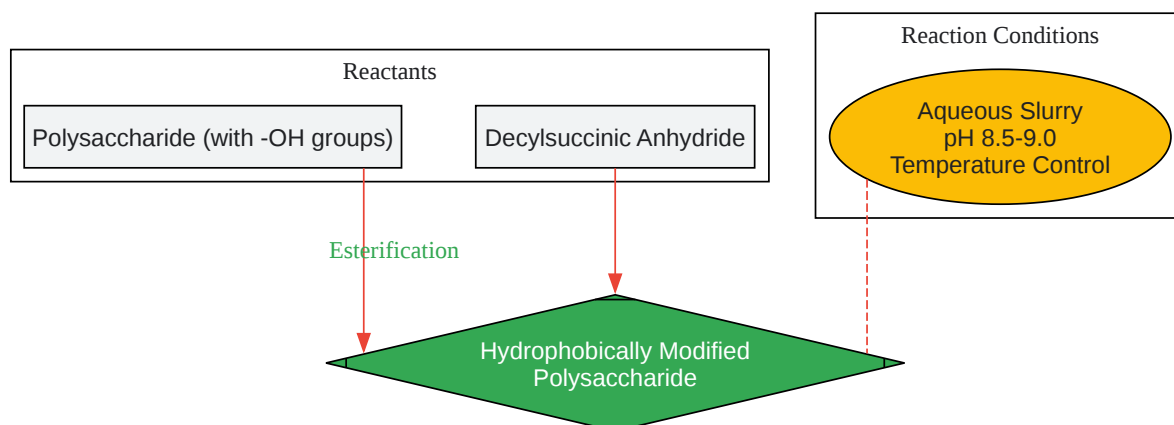 Reactants
Polysaccharide (with -OH groups)
Decylsuccinic Anhydride
Reaction Conditions
Aqueous Slurry
pH 8.5-9.0
Temperature Control
Esterification
Hydrophobically Modified
Polysaccharide